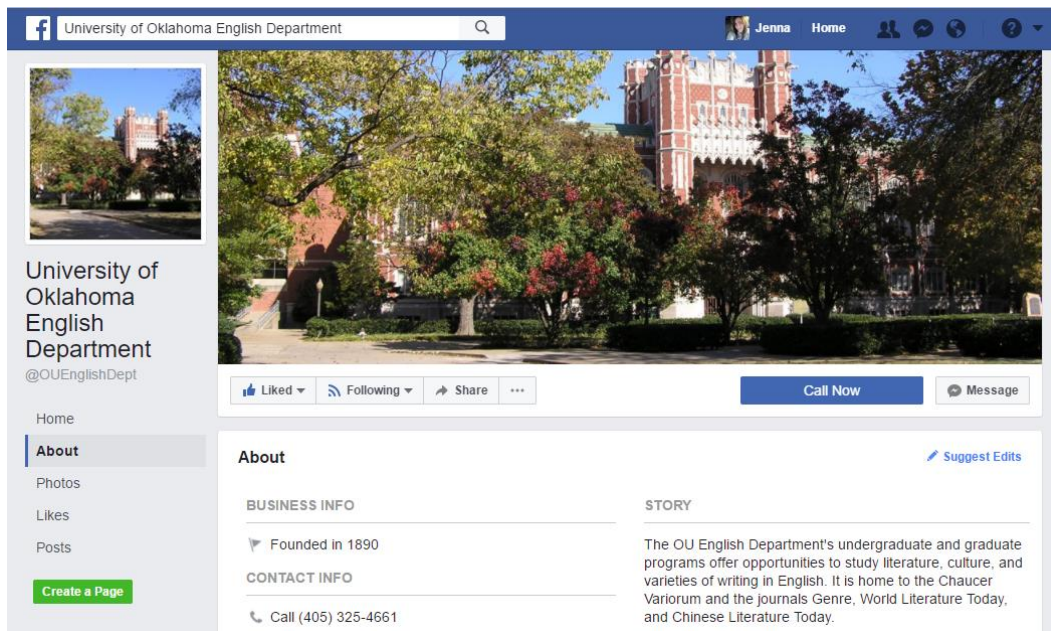 University of Oklahoma English Department
Jenna Home
University of
Oklahoma
English
Department
@OUEnglishDept
Home
About
Photos
Likes
Posts
Create a Page
Liked Following Share ...
Call Now Message
About
Suggest Edits
BUSINESS INFO
Founded in 1890
CONTACT INFO
Call (405) 325-4661
STORY
The OU English Department's undergraduate and graduate
programs offer opportunities to study literature, culture, and
varieties of writing in English. It is home to the Chaucer
Variorum and the journals Genre, World Literature Today,
and Chinese Literature Today.